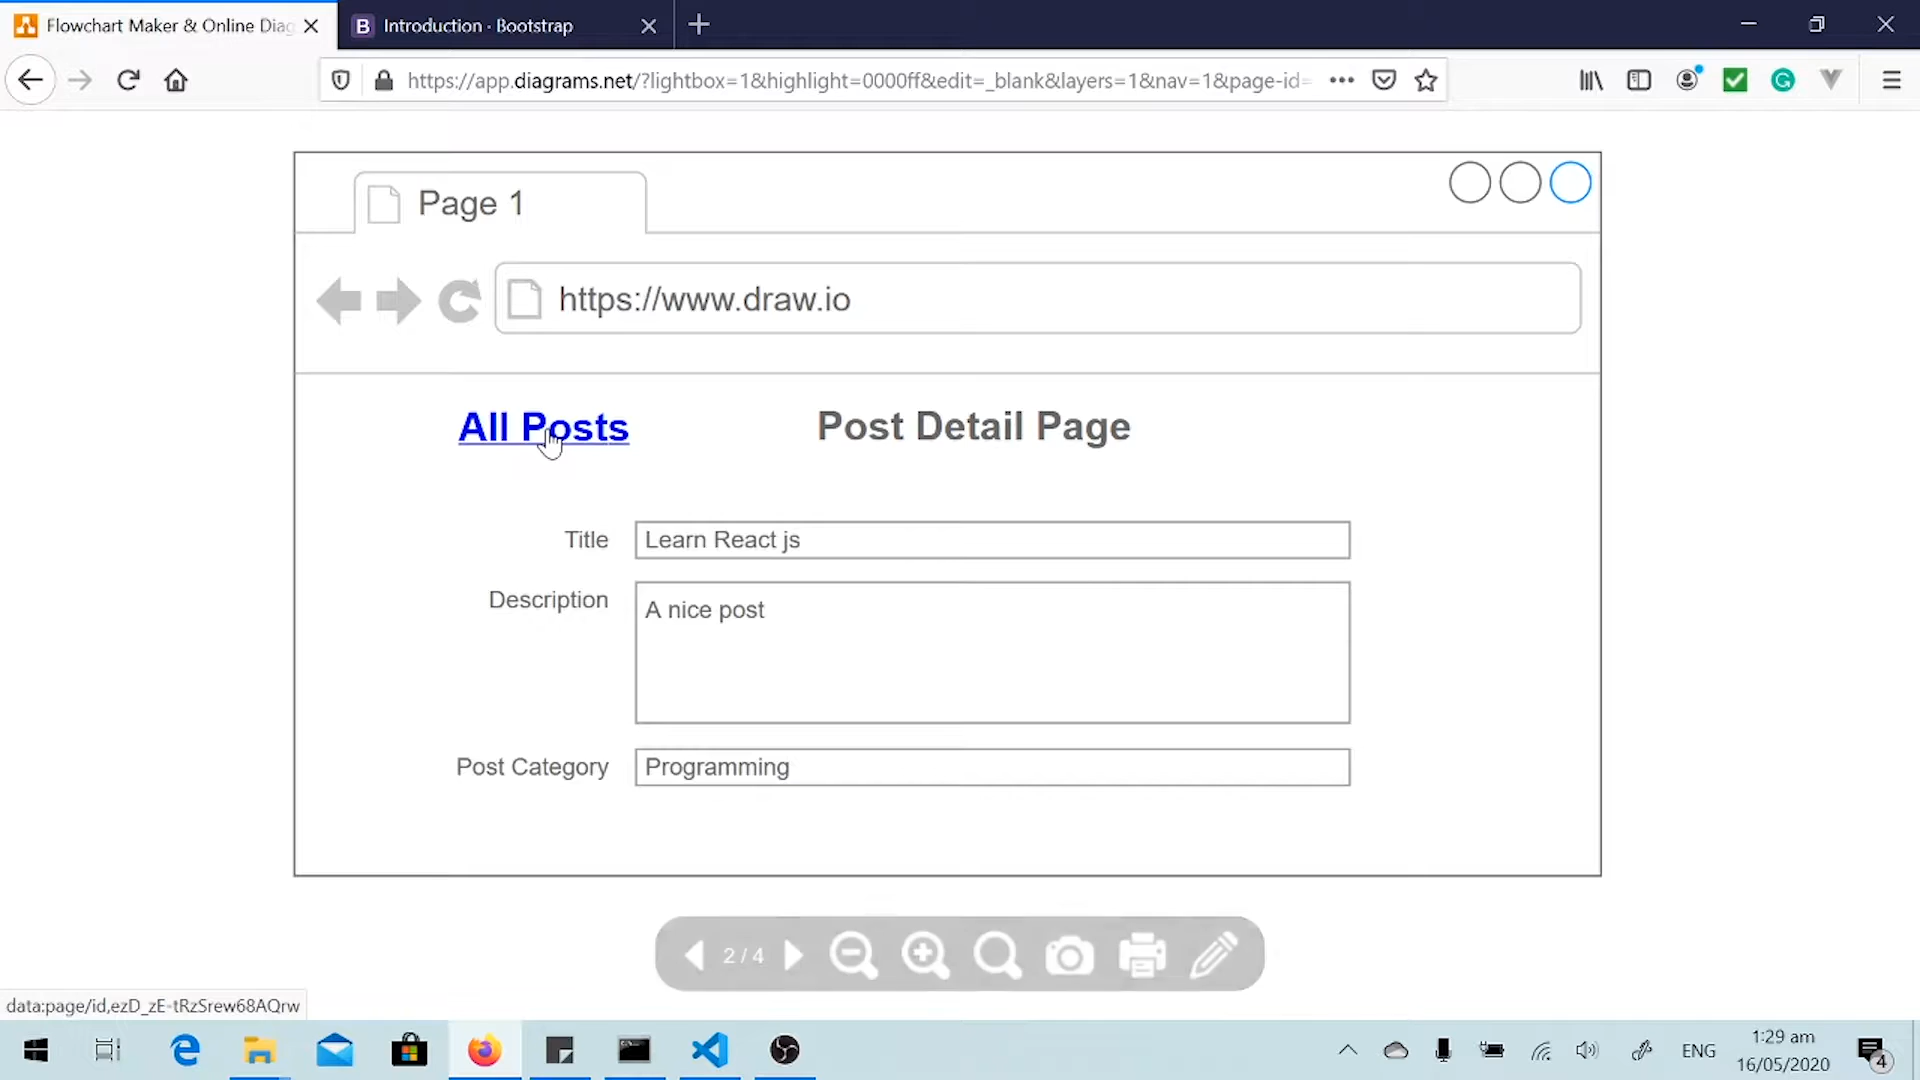 Flowchart Maker & Online Diag
B Introduction · Bootstrap
https://app.diagrams.net/?lightbox=1&highlight=0000ff&edit=_blank&layers=1&nav=1&page-id=
Page 1
https://www.draw.io
All Posts
Post Detail Page
Title
Learn React js
Description
A nice post
Post Category
Programming
2 / 4
data:page/id,ezD_zE-tRzSrew68AQrw
ENG
1:29 am
16/05/2020
4